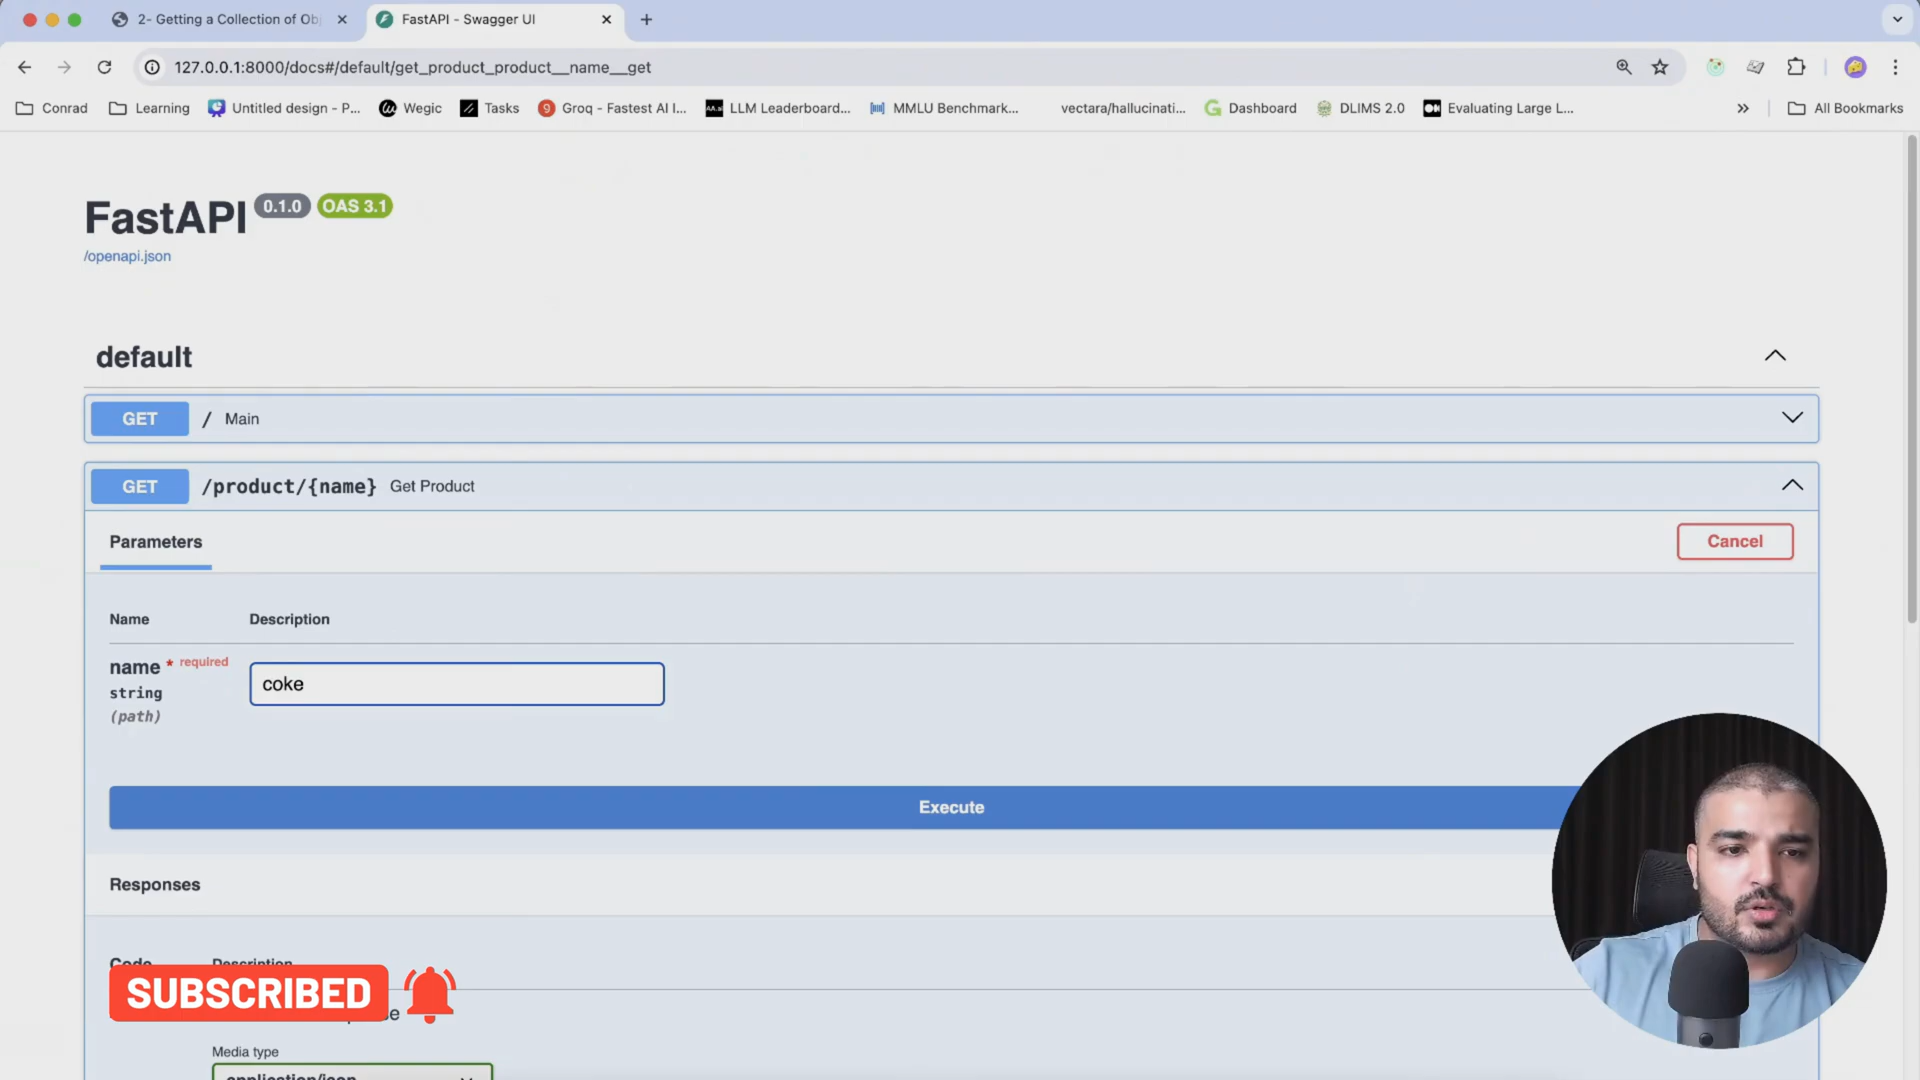 2- Getting a Collection of Ob
FastAPI - Swagger UI
127.0.0.1:8000/docs#/default/get_product_product__name__get
Conrad
Learning
Untitled design - P...
Wegic
Tasks
Groq - Fastest AI I...
LLM Leaderboard...
MMLU Benchmark...
vectara/hallucinati...
Dashboard
DLIMS 2.0
Evaluating Large L...
All Bookmarks
FastAPI 0.1.0 OAS 3.1
/openapi.json
default
GET / Main
GET /product/{name} Get Product
Parameters
Cancel
Name Description
name * required
string
(path)
coke
Execute
Responses
Code Description
SUBSCRIBED
Media type
application/json